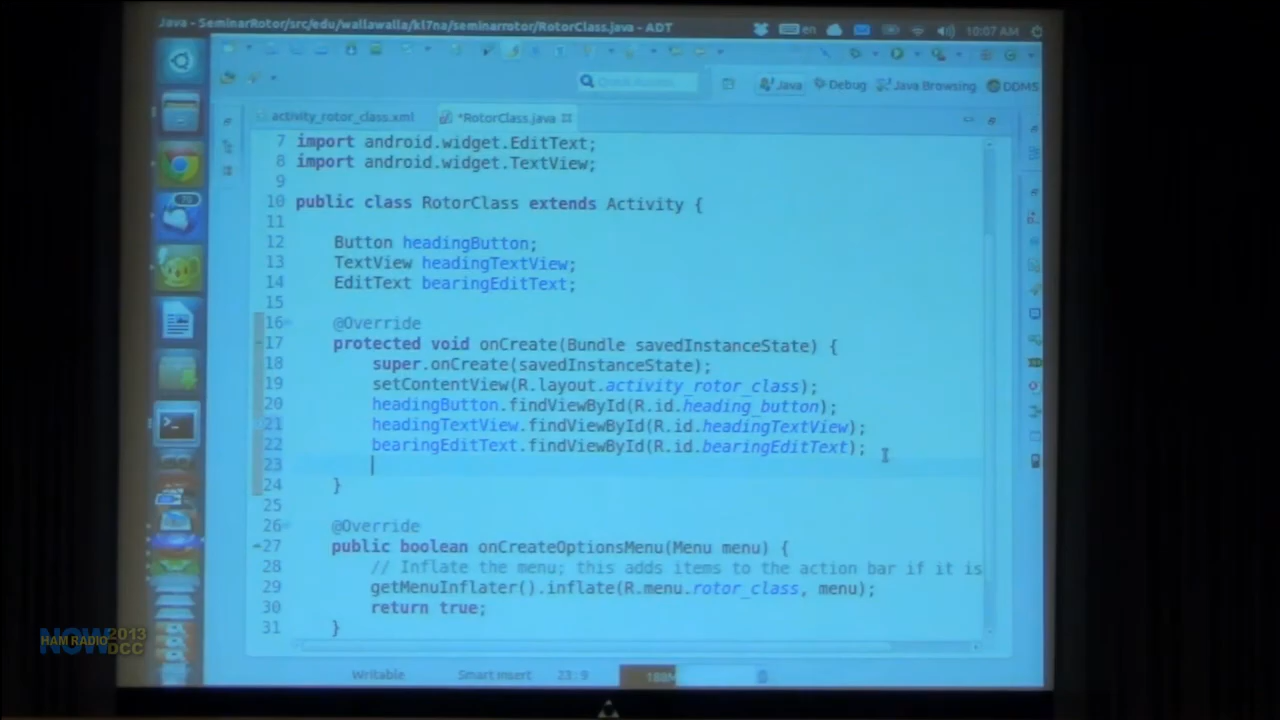 Java - SeminarRotor/src/edu/wallawalla/kl7na/seminarrotor/RotorClass.java - ADT
en
10:07 AM
Java
Debug
Java Browsing
DDMS
activity_rotor_class.xml
*RotorClass.java
7 import android.widget.EditText;
8 import android.widget.TextView;
9
10 public class RotorClass extends Activity {
11
12 Button headingButton;
13 TextView headingTextView;
14 EditText bearingEditText;
15
16 @Override
17 protected void onCreate(Bundle savedInstanceState) {
18 super.onCreate(savedInstanceState);
19 setContentView(R.layout.activity_rotor_class);
20 headingButton.findViewById(R.id.heading_button);
21 headingTextView.findViewById(R.id.headingTextView);
22 bearingEditText.findViewById(R.id.bearingEditText);
23
24 }
25
26 @Override
27 public boolean onCreateOptionsMenu(Menu menu) {
28 // Inflate the menu; this adds items to the action bar if it is
29 getMenuInflater().inflate(R.menu.rotor_class, menu);
30 return true;
31 }
Writable
Smart Insert
23:9
188M
HAM RADIO NOW 2013 DCC